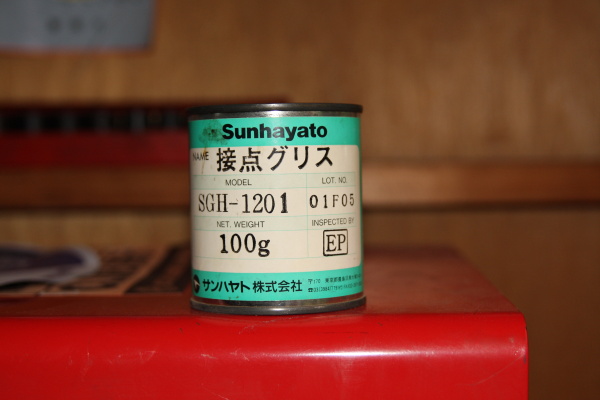 Sunhayato
NAME 接点グリス
MODEL LOT. NO.
SGH-1201 01F05
NET. WEIGHT INSPECTED BY
100g EP
サンハヤト株式会社